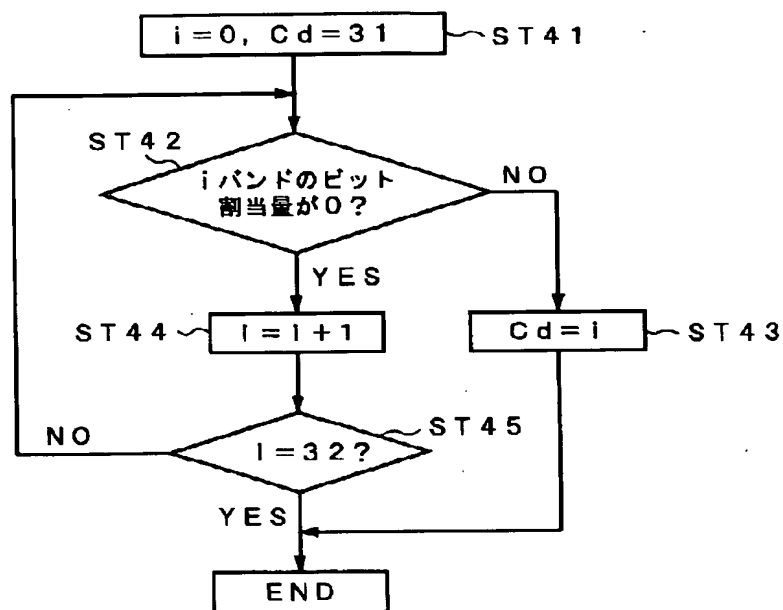 i=0, Cd=31
ST41
ST42
iバンドのビット
割当量が0?
NO
YES
ST44
i=i+1
Cd=i
ST43
ST45
NO
i=32?
YES
END